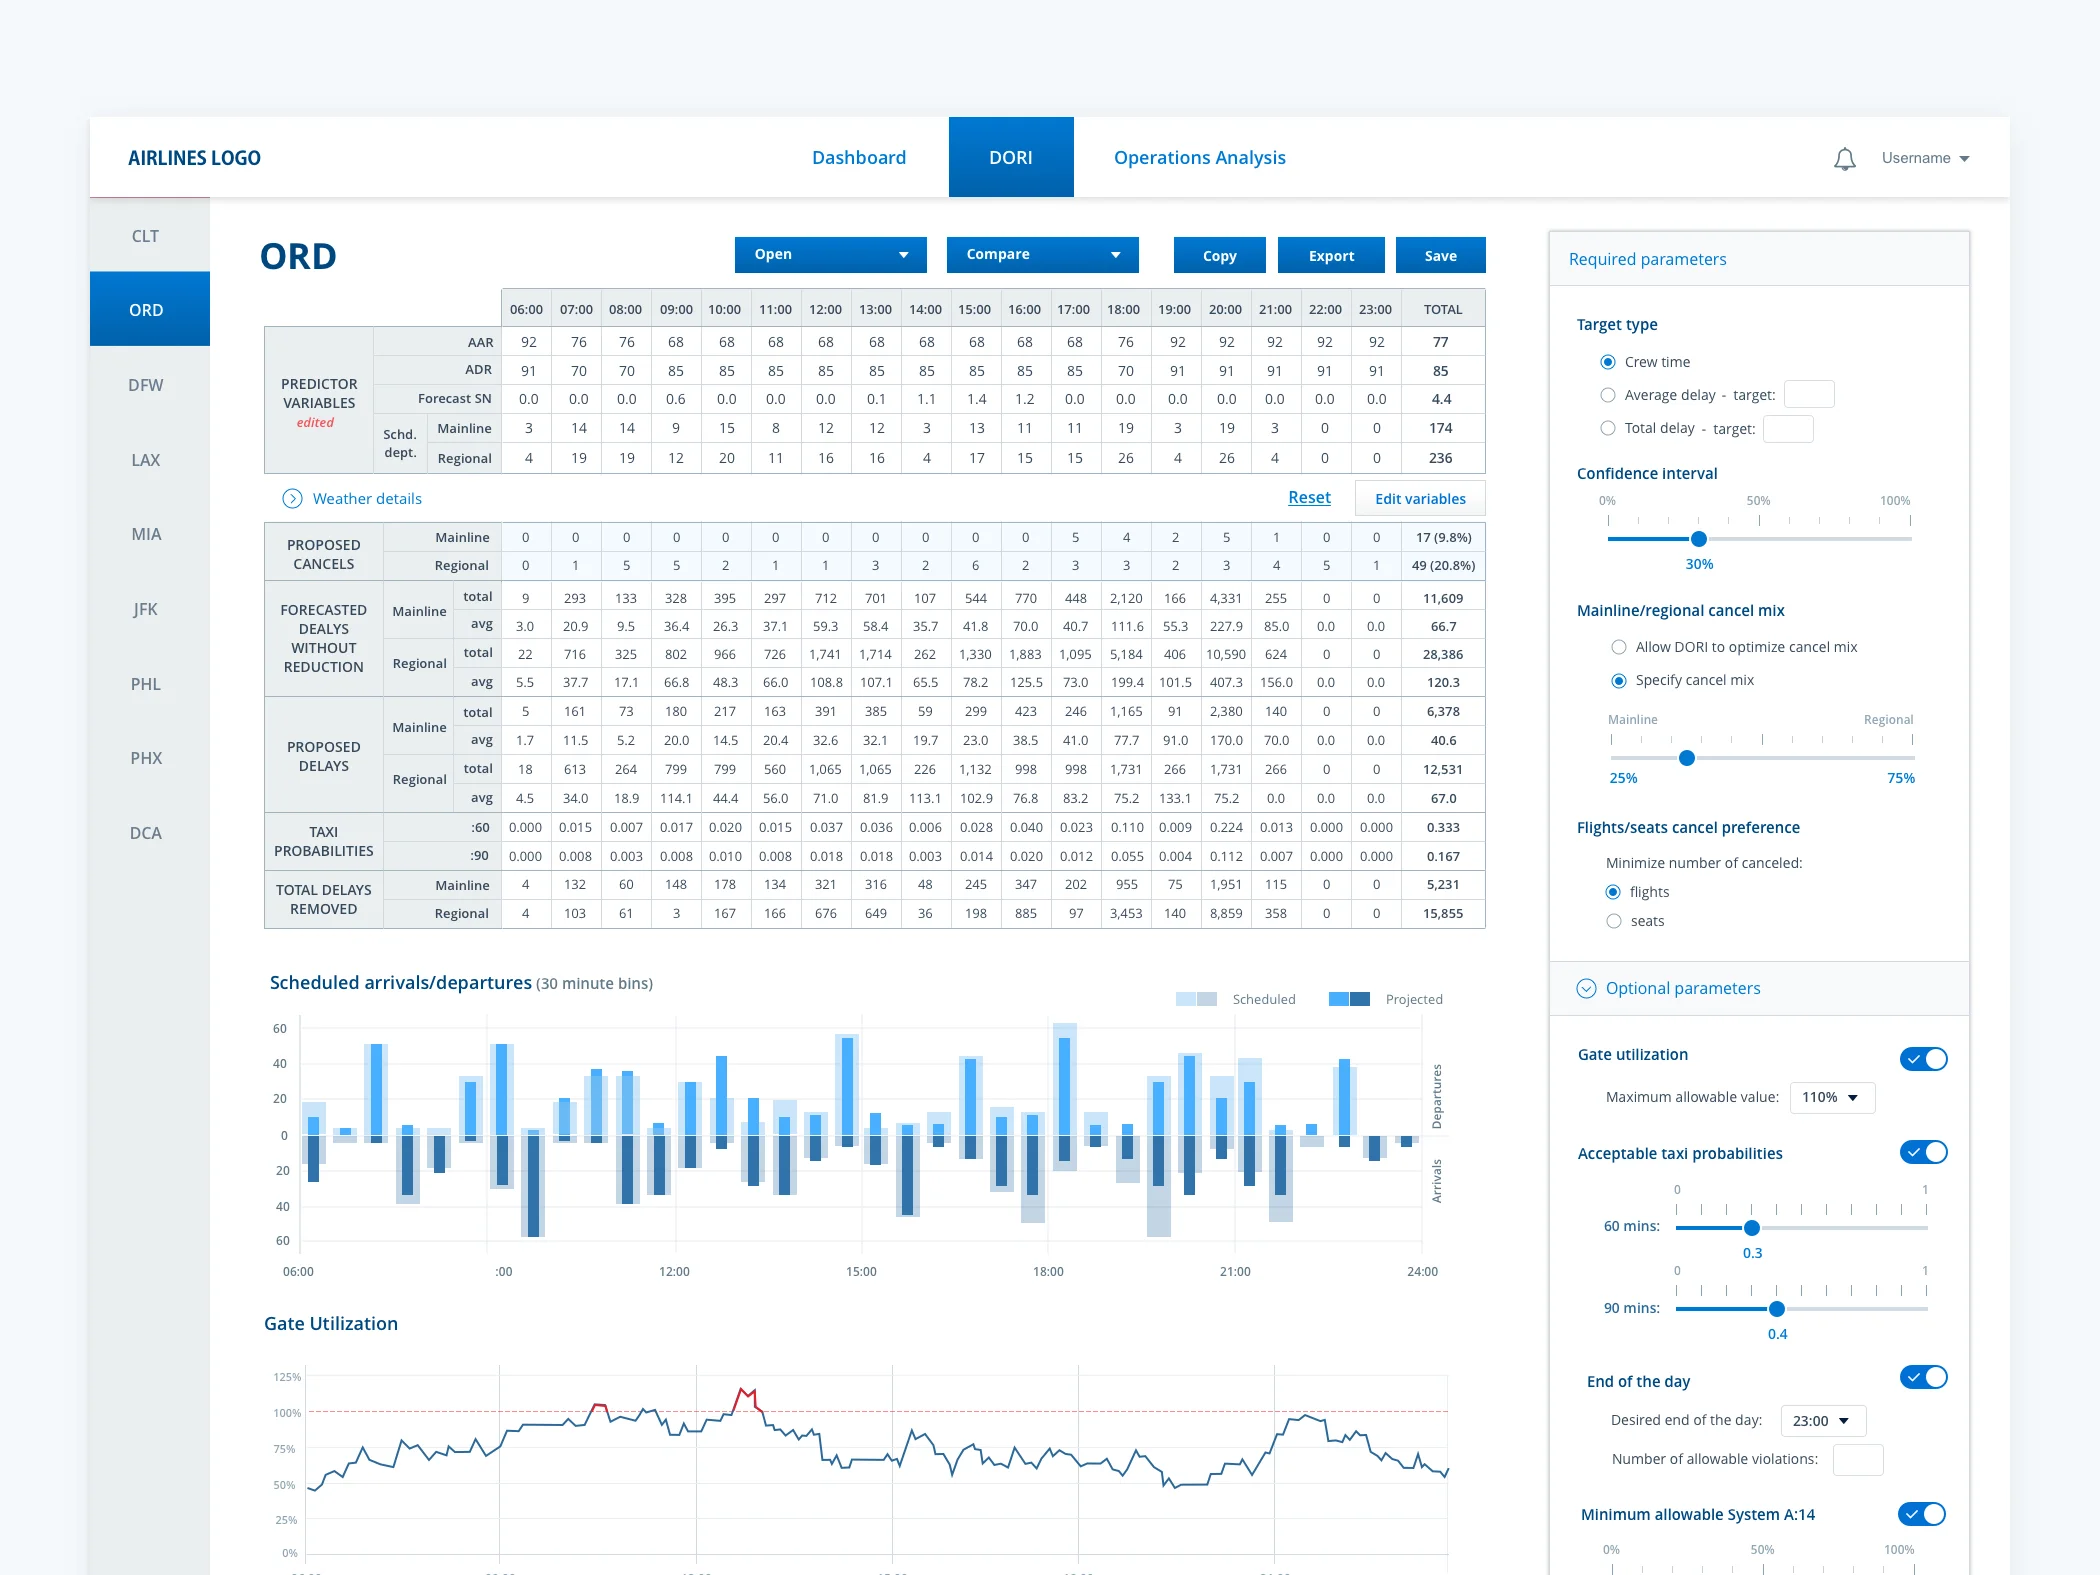 AIRLINES LOGO
Dashboard
DORI
Operations Analysis
Username
CLT
ORD
DFW
LAX
MIA
JFK
PHL
PHX
DCA
ORD
Open
Compare
Copy
Export
Save
06:00 07:00 08:00 09:00 10:00 11:00 12:00 13:00 14:00 15:00 16:00 17:00 18:00 19:00 20:00 21:00 22:00 23:00 TOTAL
PREDICTOR
VARIABLES
edited
AAR 92 76 76 68 68 68 68 68 68 68 68 68 76 92 92 92 92 92 77
ADR 91 70 70 85 85 85 85 85 85 85 85 85 70 91 91 91 91 91 85
Forecast SN 0.0 0.0 0.0 0.6 0.0 0.0 0.0 0.1 1.1 1.4 1.2 0.0 0.0 0.0 0.0 0.0 0.0 0.0 4.4
Schd.
dept.
Mainline 3 14 14 9 15 8 12 12 3 13 11 11 19 3 19 3 0 0 174
Regional 4 19 19 12 20 11 16 16 4 17 15 15 26 4 26 4 0 0 236
Weather details
Reset
Edit variables
PROPOSED
CANCELS
Mainline 0 0 0 0 0 0 0 0 0 0 0 5 4 2 5 1 0 0 17 (9.8%)
Regional 0 1 5 5 2 1 1 3 2 6 2 3 3 2 3 4 5 1 49 (20.8%)
FORECASTED
DEALYS
WITHOUT
REDUCTION
Mainline
total 9 293 133 328 395 297 712 701 107 544 770 448 2,120 166 4,331 255 0 0 11,609
avg 3.0 20.9 9.5 36.4 26.3 37.1 59.3 58.4 35.7 41.8 70.0 40.7 111.6 55.3 227.9 85.0 0.0 0.0 66.7
Regional
total 22 716 325 802 966 726 1,741 1,714 262 1,330 1,883 1,095 5,184 406 10,590 624 0 0 28,386
avg 5.5 37.7 17.1 66.8 48.3 66.0 108.8 107.1 65.5 78.2 125.5 73.0 199.4 101.5 407.3 156.0 0.0 0.0 120.3
PROPOSED
DELAYS
Mainline
total 5 161 73 180 217 163 391 385 59 299 423 246 1,165 91 2,380 140 0 0 6,378
avg 1.7 11.5 5.2 20.0 14.5 20.4 32.6 32.1 19.7 23.0 38.5 41.0 77.7 91.0 170.0 70.0 0.0 0.0 40.6
Regional
total 18 613 264 799 799 560 1,065 1,065 226 1,132 998 998 1,731 266 1,731 266 0 0 12,531
avg 4.5 34.0 18.9 114.1 44.4 56.0 71.0 81.9 113.1 102.9 76.8 83.2 75.2 133.1 75.2 0.0 0.0 0.0 67.0
TAXI
PROBABILITIES
:60 0.000 0.015 0.007 0.017 0.020 0.015 0.037 0.036 0.006 0.028 0.040 0.023 0.110 0.009 0.224 0.013 0.000 0.000 0.333
:90 0.000 0.008 0.003 0.008 0.010 0.008 0.018 0.018 0.003 0.014 0.020 0.012 0.055 0.004 0.112 0.007 0.000 0.000 0.167
TOTAL DELAYS
REMOVED
Mainline 4 132 60 148 178 134 321 316 48 245 347 202 955 75 1,951 115 0 0 5,231
Regional 4 103 61 3 167 166 676 649 36 198 885 97 3,453 140 8,859 358 0 0 15,855
Scheduled arrivals/departures (30 minute bins)
Scheduled
Projected
60
40
20
0
20
40
60
Departures
Arrivals
06:00 :00 12:00 15:00 18:00 21:00 24:00
Gate Utilization
125%
100%
75%
50%
25%
0%
Required parameters
Target type
Crew time
Average delay - target:
Total delay - target:
Confidence interval
0% 50% 100%
30%
Mainline/regional cancel mix
Allow DORI to optimize cancel mix
Specify cancel mix
Mainline Regional
25% 75%
Flights/seats cancel preference
Minimize number of canceled:
flights
seats
Optional parameters
Gate utilization
Maximum allowable value: 110%
Acceptable taxi probabilities
0 1
60 mins:
0.3
0 1
90 mins:
0.4
End of the day
Desired end of the day: 23:00
Number of allowable violations:
Minimum allowable System A:14
0% 50% 100%